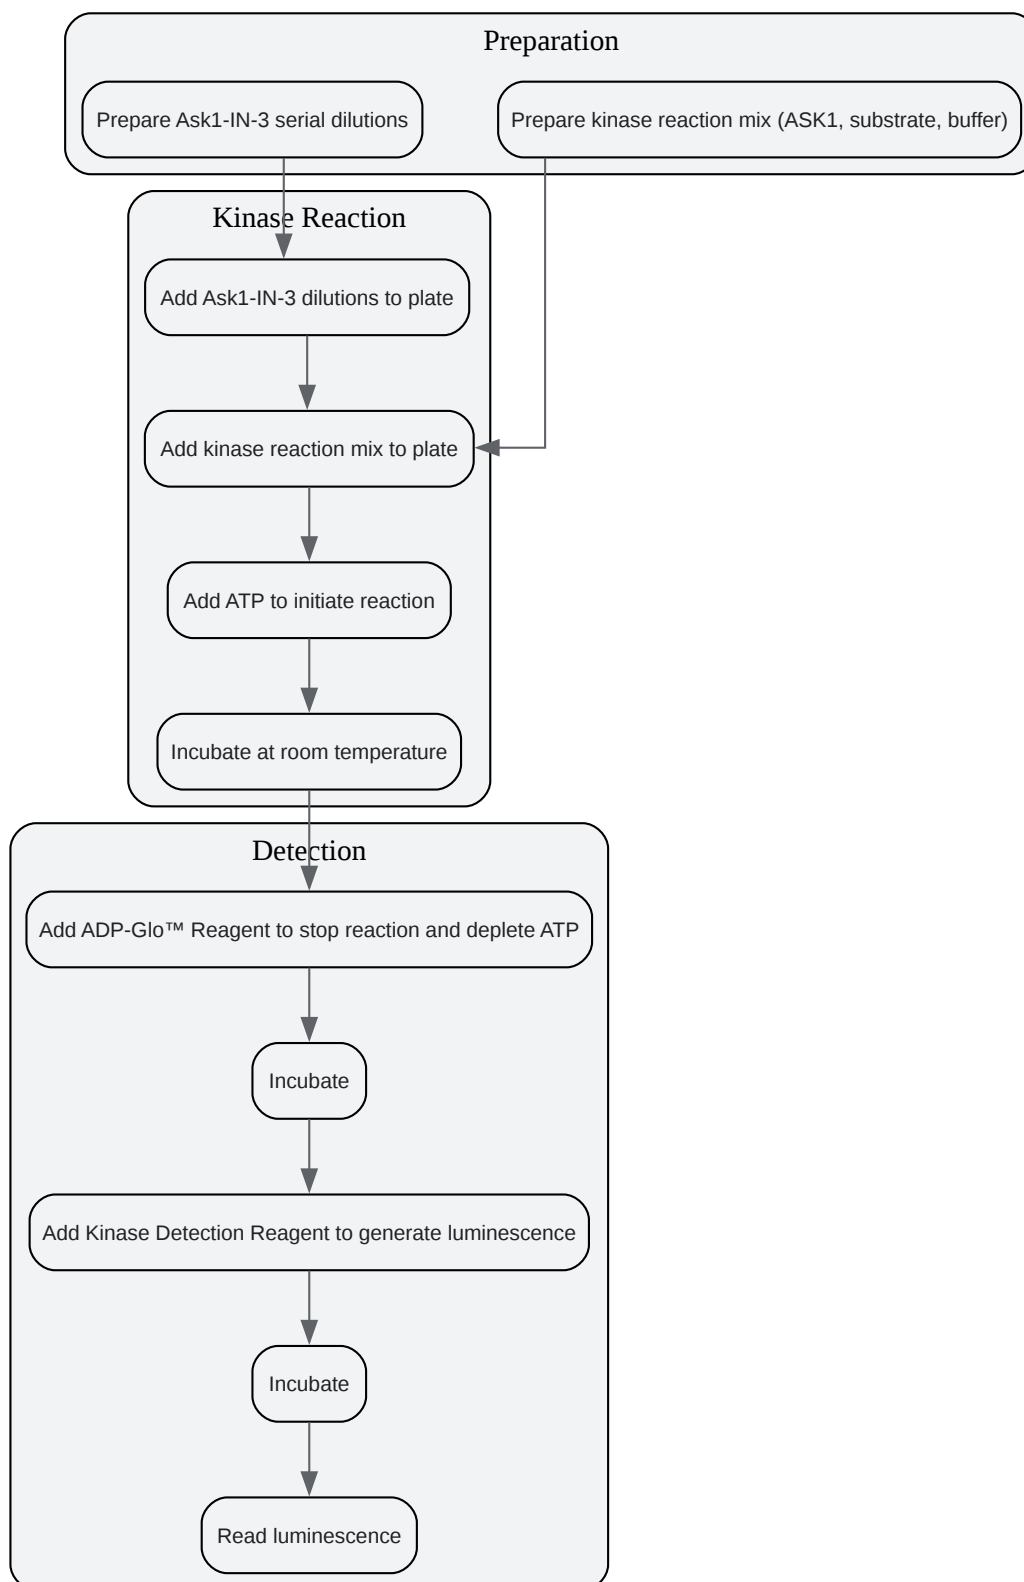 Preparation
Prepare Ask1-IN-3 serial dilutions
Prepare kinase reaction mix (ASK1, substrate, buffer)
Kinase Reaction
Add Ask1-IN-3 dilutions to plate
Add kinase reaction mix to plate
Add ATP to initiate reaction
Incubate at room temperature
Detection
Add ADP-Glo™ Reagent to stop reaction and deplete ATP
Incubate
Add Kinase Detection Reagent to generate luminescence
Incubate
Read luminescence